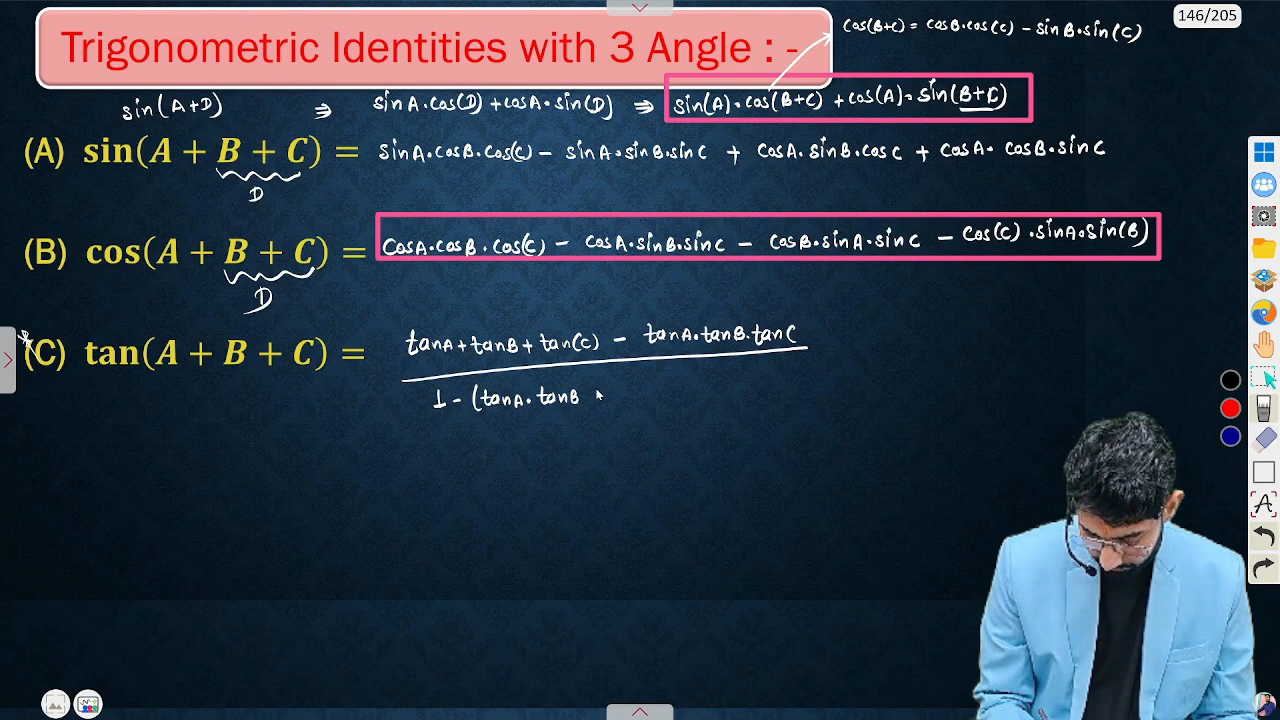 146/205
cos(B+C) = cosB·cos(C) - sinB·sin(C)
Trigonometric Identities with 3 Angle : -
sin(A+D) ⇒ sinA·cos(D) + cosA·sin(D) ⇒ sin(A)·cos(B+C) + cos(A)·sin(B+C)
(A) sin(A + B + C) = sinA·cosB·cos(C) - sinA·sinB·sinC + cosA·sinB·cosC + cosA·cosB·sinC
D
(B) cos(A + B + C) = cosA·cosB·cos(C) - cosA·sinB·sinC - cosB·sinA·sinC - cos(C)·sinA·sin(B)
D
tanA + tanB + tan(C) - tanA·tanB·tanC
(C) tan(A + B + C) =
1 - (tanA·tanB